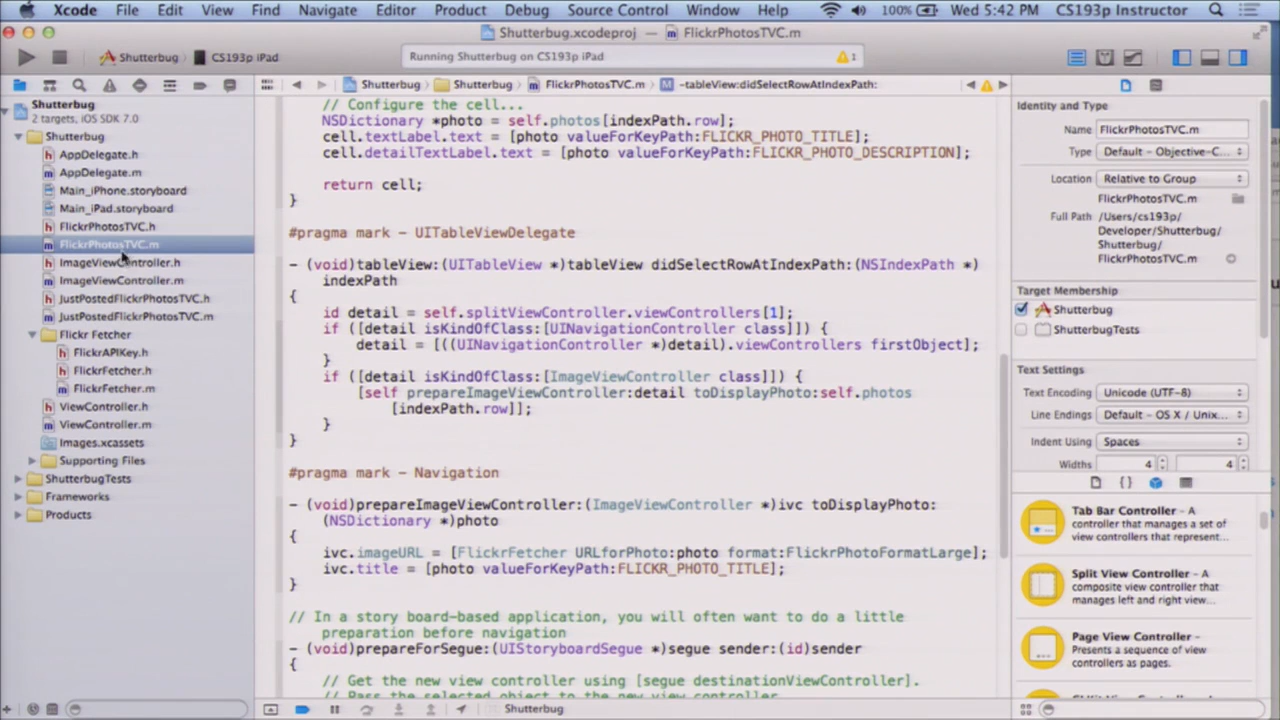 Xcode File Edit View Find Navigate Editor Product Debug Source Control Window Help 100% Wed 5:42 PM CS193p Instructor
Shutterbug.xcodeproj — FlickrPhotosTVC.m
Shutterbug CS193p iPad Running Shutterbug on CS193p iPad 1
Shutterbug Shutterbug FlickrPhotosTVC.m -tableView:didSelectRowAtIndexPath:
Shutterbug
2 targets, iOS SDK 7.0
Shutterbug
AppDelegate.h
AppDelegate.m
Main_iPhone.storyboard
Main_iPad.storyboard
FlickrPhotosTVC.h
FlickrPhotosTVC.m
ImageViewController.h
ImageViewController.m
JustPostedFlickrPhotosTVC.h
JustPostedFlickrPhotosTVC.m
Flickr Fetcher
FlickrAPIKey.h
FlickrFetcher.h
FlickrFetcher.m
ViewController.h
ViewController.m
Images.xcassets
Supporting Files
ShutterbugTests
Frameworks
Products
// Configure the cell...
NSDictionary *photo = self.photos[indexPath.row];
cell.textLabel.text = [photo valueForKeyPath:FLICKR_PHOTO_TITLE];
cell.detailTextLabel.text = [photo valueForKeyPath:FLICKR_PHOTO_DESCRIPTION];
return cell;
}
#pragma mark - UITableViewDelegate
- (void)tableView:(UITableView *)tableView didSelectRowAtIndexPath:(NSIndexPath *)
indexPath
{
id detail = self.splitViewController.viewControllers[1];
if ([detail isKindOfClass:[UINavigationController class]]) {
detail = [((UINavigationController *)detail).viewControllers firstObject];
}
if ([detail isKindOfClass:[ImageViewController class]]) {
[self prepareImageViewController:detail toDisplayPhoto:self.photos
[indexPath.row]];
}
}
#pragma mark - Navigation
- (void)prepareImageViewController:(ImageViewController *)ivc toDisplayPhoto:
(NSDictionary *)photo
{
ivc.imageURL = [FlickrFetcher URLforPhoto:photo format:FlickrPhotoFormatLarge];
ivc.title = [photo valueForKeyPath:FLICKR_PHOTO_TITLE];
}
// In a story board-based application, you will often want to do a little
preparation before navigation
- (void)prepareForSegue:(UIStoryboardSegue *)segue sender:(id)sender
{
// Get the new view controller using [segue destinationViewController].
// Pass the selected object to the new view controller.
Shutterbug
Identity and Type
Name FlickrPhotosTVC.m
Type Default - Objective-C...
Location Relative to Group
FlickrPhotosTVC.m
Full Path /Users/cs193p/
Developer/Shutterbug/
Shutterbug/
FlickrPhotosTVC.m
Target Membership
Shutterbug
ShutterbugTests
Text Settings
Text Encoding Unicode (UTF-8)
Line Endings Default - OS X / Unix...
Indent Using Spaces
Widths 4 4
Tab Bar Controller - A
controller that manages a set of
view controllers that represent...
Split View Controller - A
composite view controller that
manages left and right view...
Page View Controller -
Presents a sequence of view
controllers as pages.